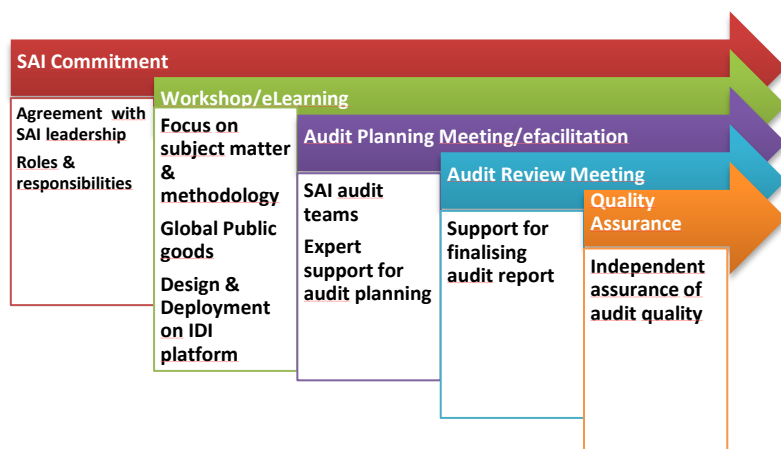 SAI Commitment
Agreement with
SAI leadership
Roles &
responsibilities
Workshop/eLearning
Focus on
subject matter
&
methodology
Global Public
goods
Design &
Deployment
on IDI
platform
Audit Planning Meeting/efacilitation
SAI audit
teams
Expert
support for
audit planning
Audit Review Meeting
Support for
finalising
audit report
Quality
Assurance
Independent
assurance of
audit quality